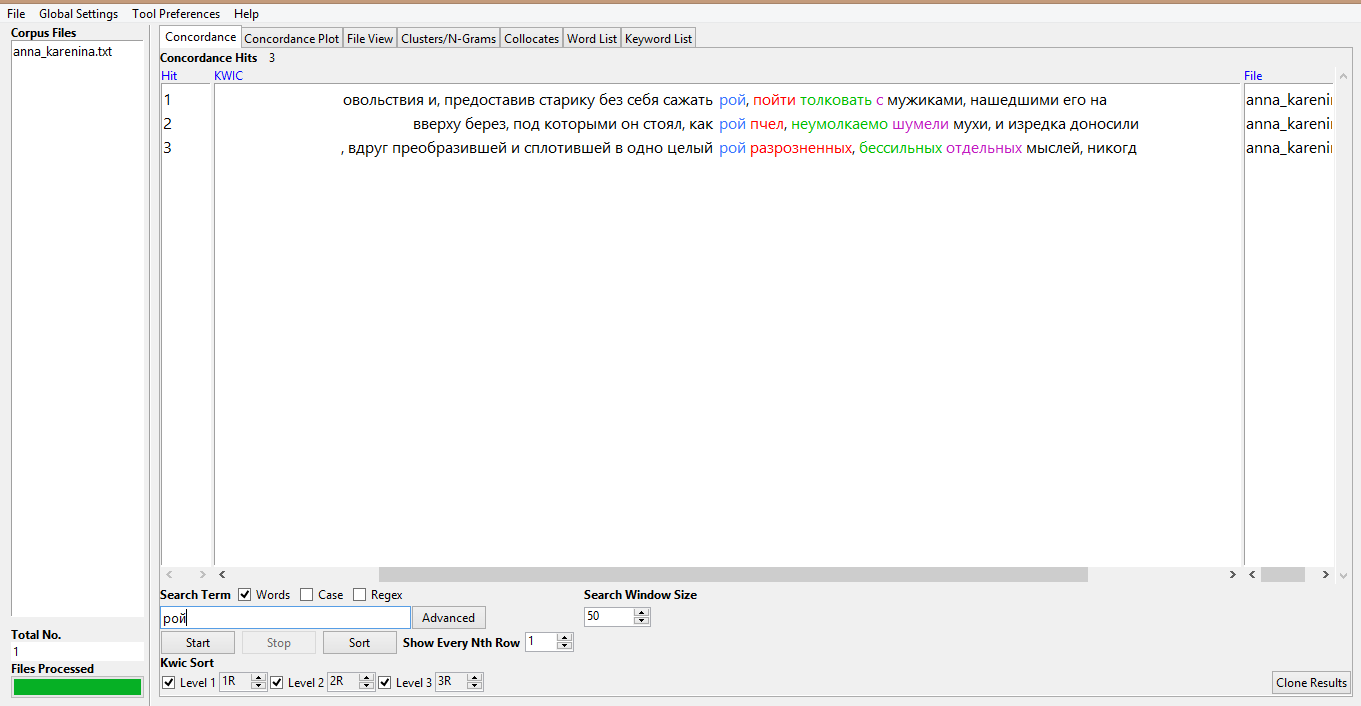 File Global Settings Tool Preferences Help
Corpus Files
anna_karenina.txt
Total No.
1
Files Processed
Concordance Concordance Plot File View Clusters/N-Grams Collocates Word List Keyword List
Concordance Hits 3
Hit KWIC File
1 овольствия и, предоставив старику без себя сажать рой, пойти толковать с мужиками, нашедшими его на anna_karenii
2 вверху берез, под которыми он стоял, как рой пчел, неумолкаемо шумели мухи, и изредка доносили anna_karenii
3 , вдруг преобразившей и сплотившей в одно целый рой разрозненных, бессильных отдельных мыслей, никогд anna_karenii
Search Term Words Case Regex Search Window Size
рой Advanced 50
Start Stop Sort Show Every Nth Row 1
Kwic Sort
Level 1 1R Level 2 2R Level 3 3R Clone Results